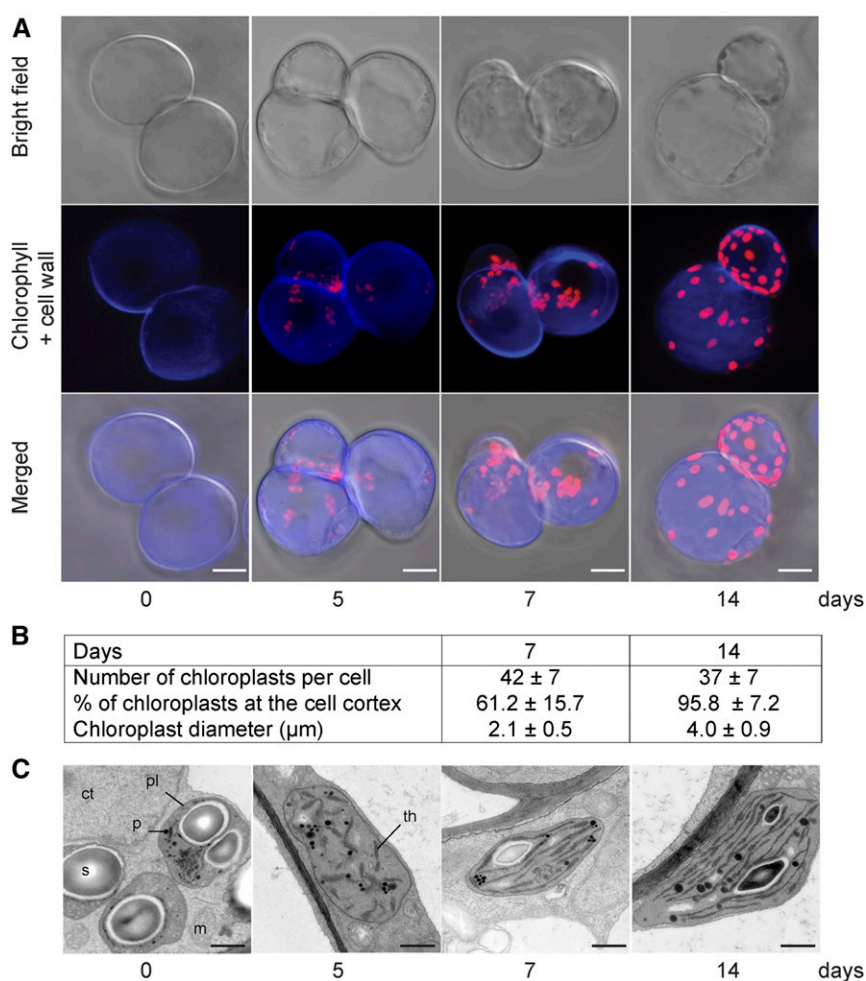 A
Bright field
Chlorophyll
+ cell wall
Merged
0 5 7 14 days
B
Days 7 14
Number of chloroplasts per cell 42 ± 7 37 ± 7
% of chloroplasts at the cell cortex 61.2 ± 15.7 95.8 ± 7.2
Chloroplast diameter (µm) 2.1 ± 0.5 4.0 ± 0.9
C
ct pl
p th
s
m
0 5 7 14 days